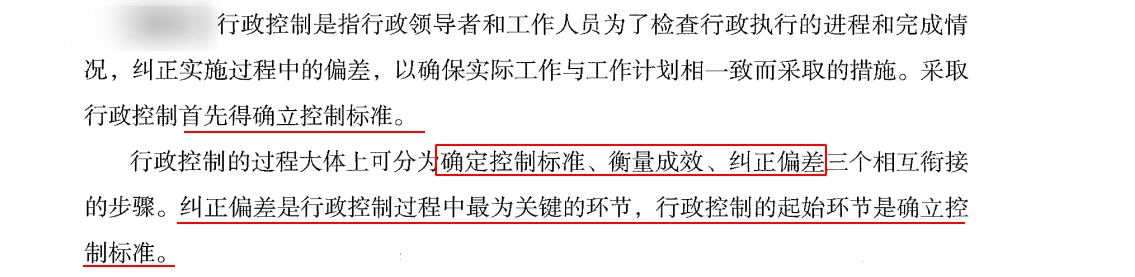 行政控制是指行政领导者和工作人员为了检查行政执行的进程和完成情
况，纠正实施过程中的偏差，以确保实际工作与工作计划相一致而采取的措施。采取
行政控制首先得确立控制标准。
行政控制的过程大体上可分为确定控制标准、衡量成效、纠正偏差三个相互衔接
的步骤。纠正偏差是行政控制过程中最为关键的环节，行政控制的起始环节是确立控
制标准。